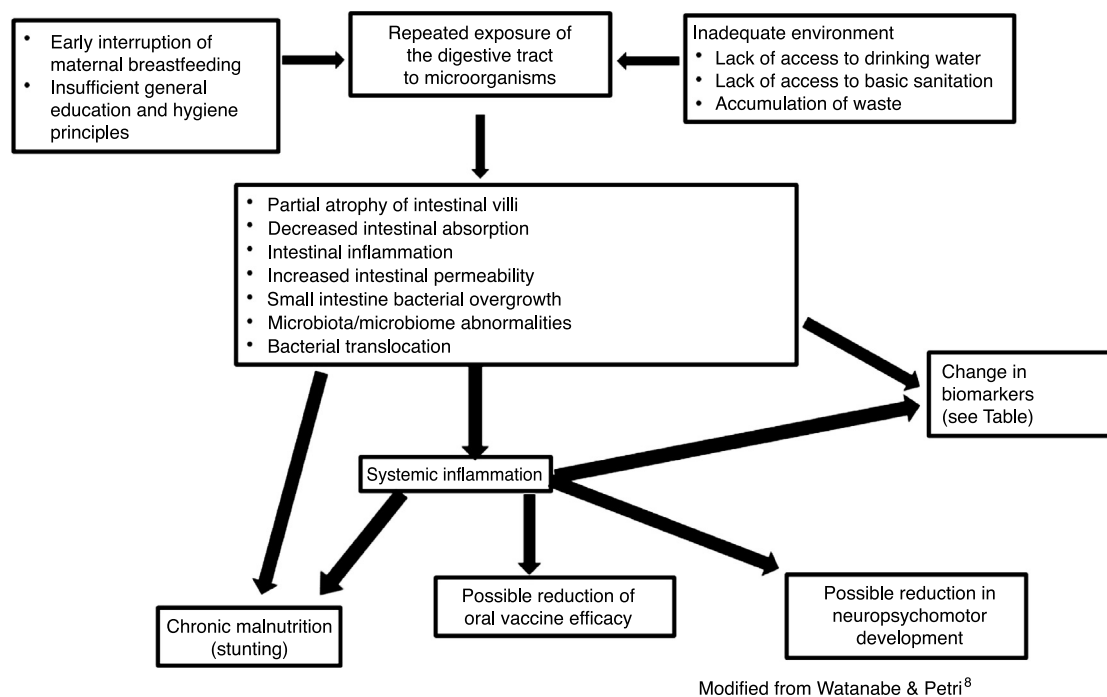 • Early interruption of
maternal breastfeeding
• Insufficient general
education and hygiene
principles
Repeated exposure of
the digestive tract
to microorganisms
Inadequate environment
• Lack of access to drinking water
• Lack of access to basic sanitation
• Accumulation of waste
• Partial atrophy of intestinal villi
• Decreased intestinal absorption
• Intestinal inflammation
• Increased intestinal permeability
• Small intestine bacterial overgrowth
• Microbiota/microbiome abnormalities
• Bacterial translocation
Change in
biomarkers
(see Table)
Systemic inflammation
Chronic malnutrition
(stunting)
Possible reduction of
oral vaccine efficacy
Possible reduction in
neuropsychomotor
development
Modified from Watanabe & Petri⁸